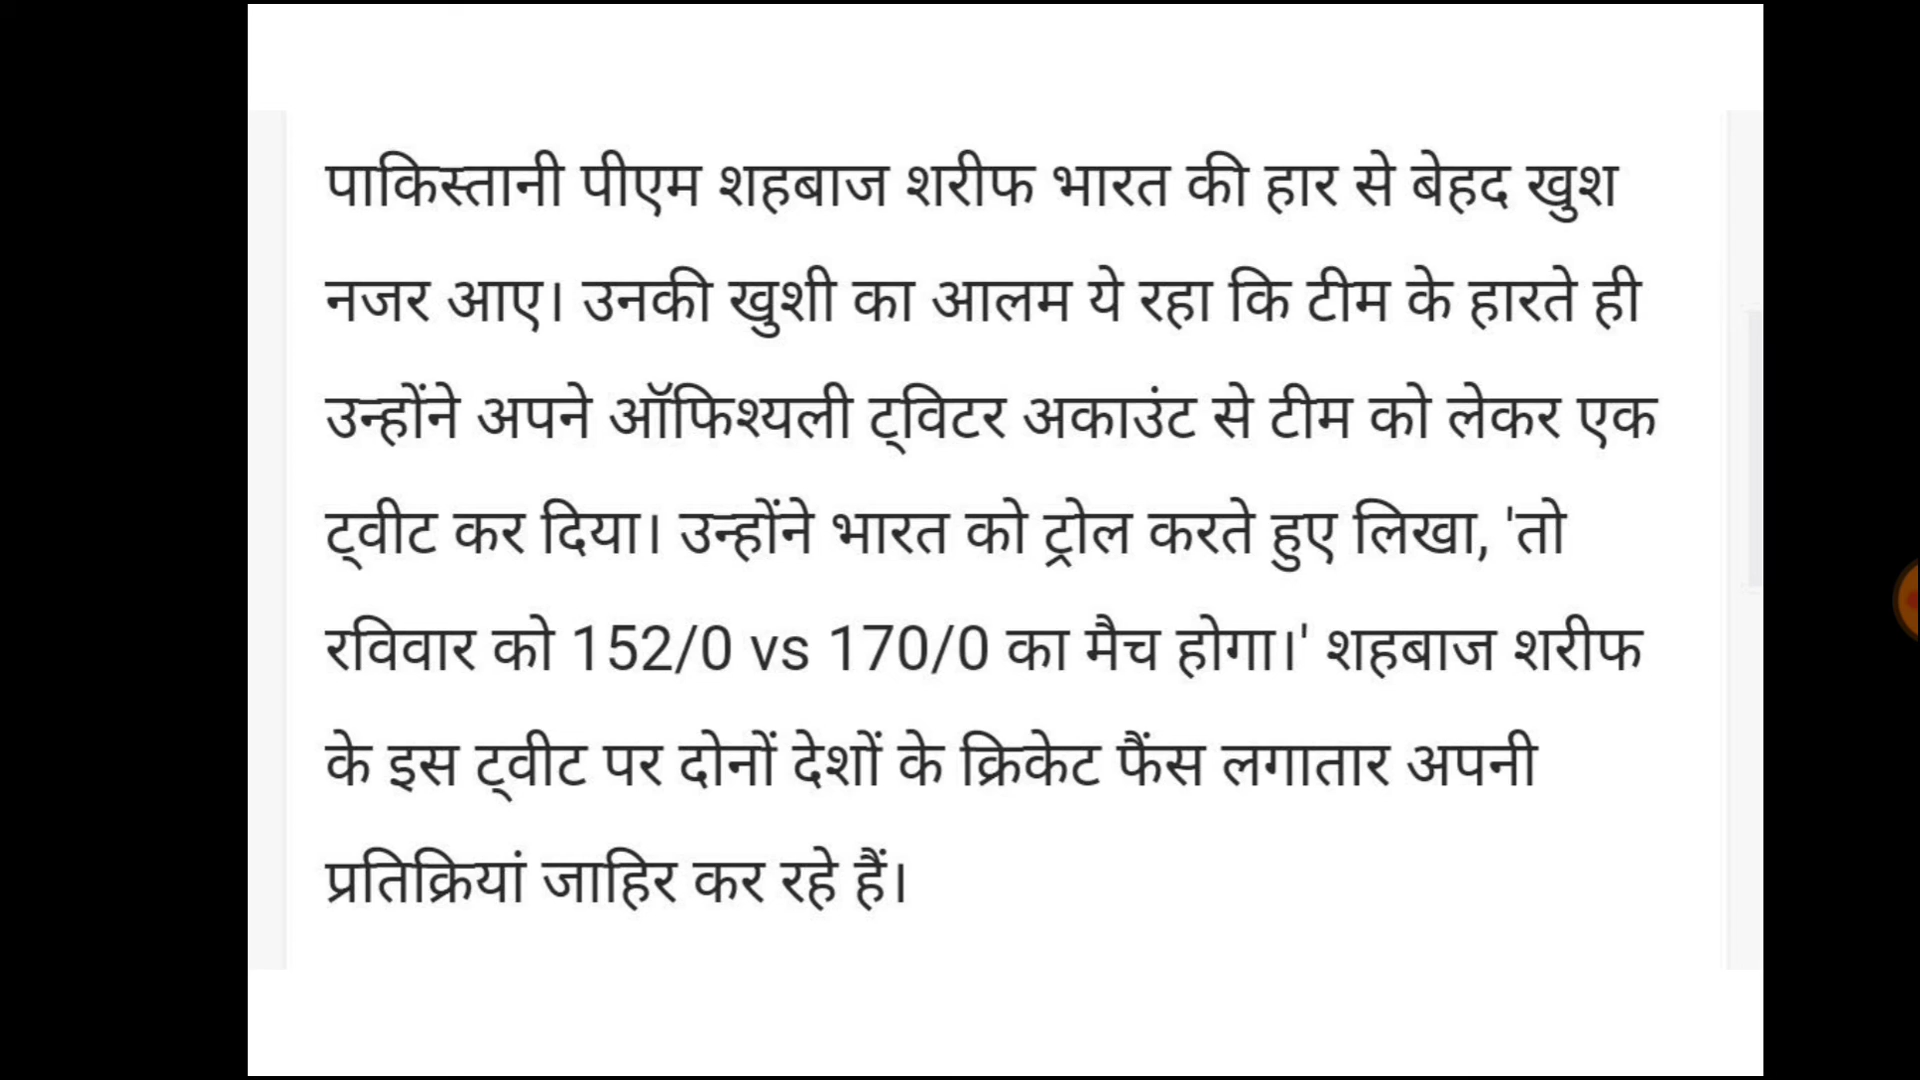 पाकिस्तानी पीएम शहबाज शरीफ भारत की हार से बेहद खुश
नजर आए। उनकी खुशी का आलम ये रहा कि टीम के हारते ही
उन्होंने अपने ऑफिश्यली ट्विटर अकाउंट से टीम को लेकर एक
ट्वीट कर दिया। उन्होंने भारत को ट्रोल करते हुए लिखा, 'तो
रविवार को 152/0 vs 170/0 का मैच होगा।' शहबाज शरीफ
के इस ट्वीट पर दोनों देशों के क्रिकेट फैंस लगातार अपनी
प्रतिक्रियां जाहिर कर रहे हैं।